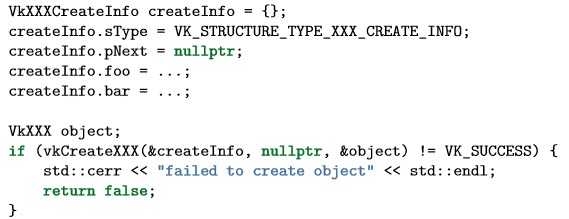 VkXXXCreateInfo createInfo = {};
createInfo.sType = VK_STRUCTURE_TYPE_XXX_CREATE_INFO;
createInfo.pNext = nullptr;
createInfo.foo = ...;
createInfo.bar = ...;

VkXXX object;
if (vkCreateXXX(&createInfo, nullptr, &object) != VK_SUCCESS) {
    std::cerr << "failed to create object" << std::endl;
    return false;
}